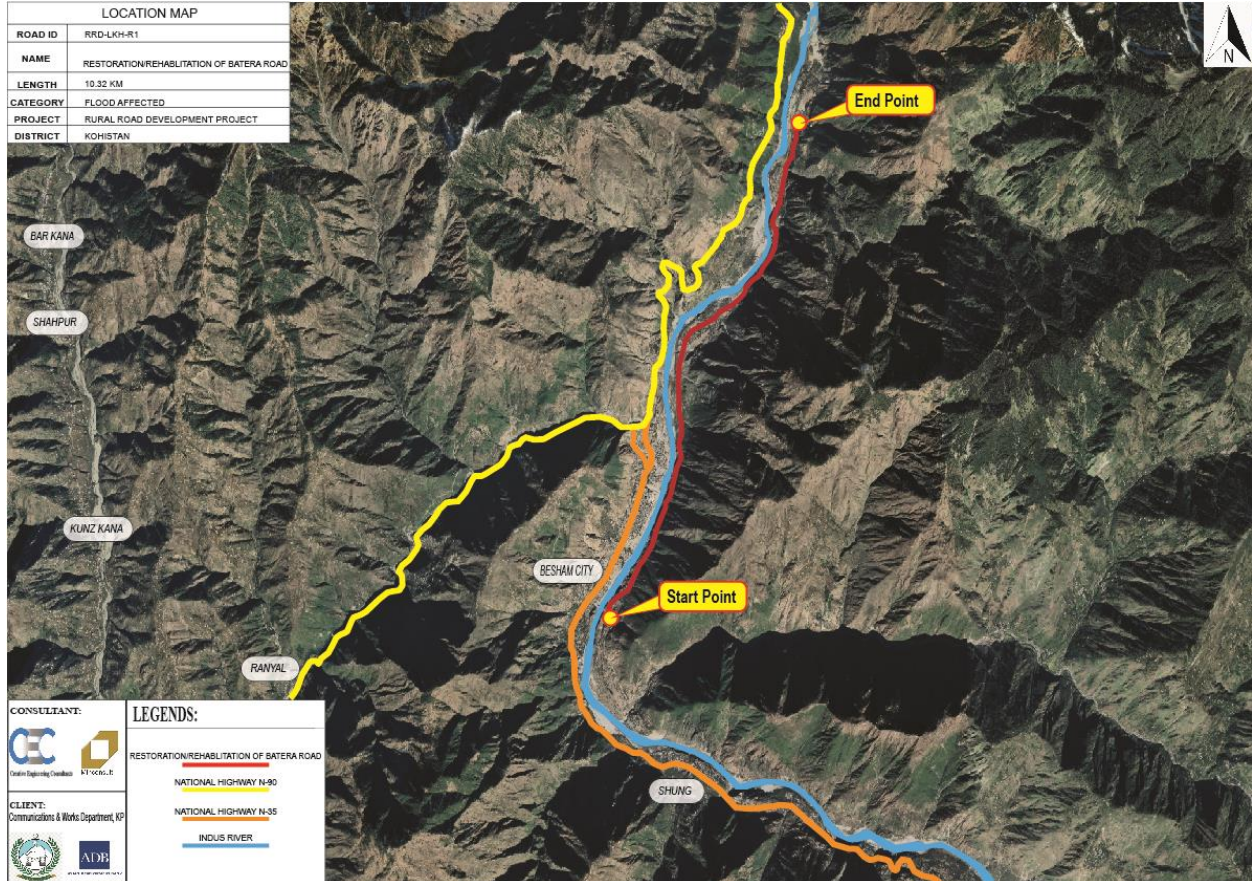 LOCATION MAP
ROAD ID RRD-LKH-R1
NAME RESTORATION/REHABLITATION OF BATERA ROAD
LENGTH 10.32 KM
CATEGORY FLOOD AFFECTED
PROJECT RURAL ROAD DEVELOPMENT PROJECT
DISTRICT KOHISTAN
N
End Point
BAR KANA
SHAHPUR
KUNZ KANA
BESHAM CITY
Start Point
RANYAL
SHUNG
CONSULTANT:
CEC
Creative Engineering Consultants
CLIENT:
Communications & Works Department, KP
ADB
LEGENDS:
RESTORATION/REHABLITATION OF BATERA ROAD
NATIONAL HIGHWAY N-90
NATIONAL HIGHWAY N-35
INDUS RIVER